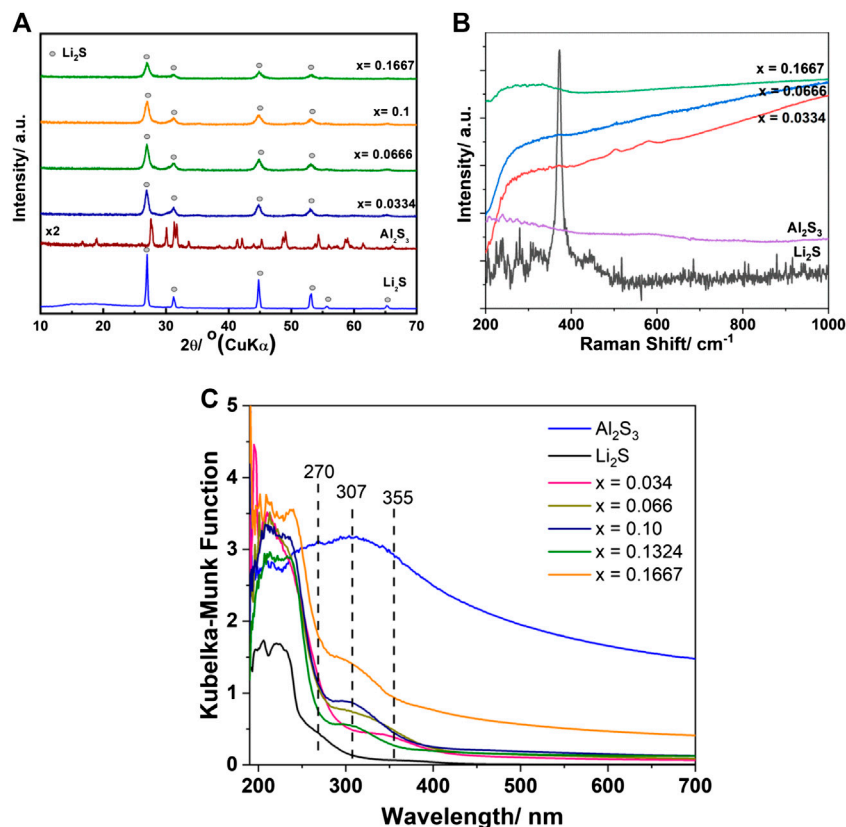 A
Li₂S
x= 0.1667
x= 0.1
x= 0.0666
x= 0.0334
x2
Al₂S₃
Li₂S
Intensity/ a.u.
10 20 30 40 50 60 70
2θ/ °(CuKα)
B
x = 0.1667
x = 0.0666
x = 0.0334
Al₂S₃
Li₂S
Intensity/ a.u.
200 400 600 800 1000
Raman Shift/ cm⁻¹
C
5
4
3
2
1
0
Kubelka-Munk Function
270 307 355
Al₂S₃
Li₂S
x = 0.034
x = 0.066
x = 0.10
x = 0.1324
x = 0.1667
200 300 400 500 600 700
Wavelength/ nm